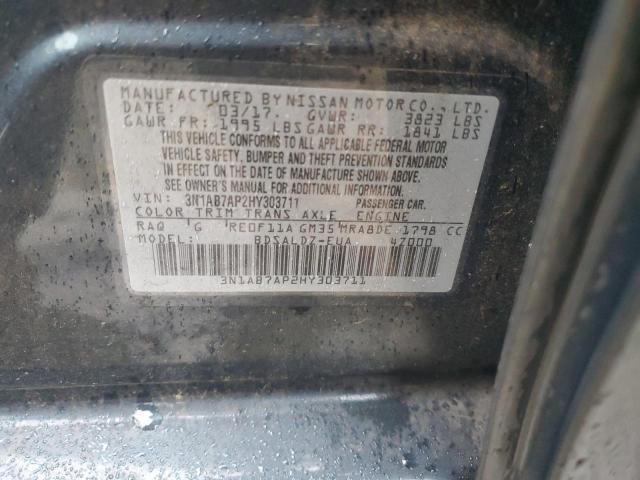 MANUFACTURED BY NISSAN MOTOR CO., LTD.
DATE: 03/17 GVWR: 3823 LBS
GAWR FR: 1995 LBS GAWR RR: 1841 LBS
THIS VEHICLE CONFORMS TO ALL APPLICABLE FEDERAL MOTOR
VEHICLE SAFETY, BUMPER AND THEFT PREVENTION STANDARDS
IN EFFECT ON THE DATE OF MANUFACTURE SHOWN ABOVE.
SEE OWNER'S MANUAL FOR ADDITIONAL INFORMATION.
VIN: 3N1AB7AP2HY303711 PASSENGER CAR.
COLOR TRIM TRANS AXLE ENGINE
RAQ G RE0F11A GM35 MRA8DE 1798 CC
BDSALDZ-EUA 4Z000
3N1AB7AP2HY303711